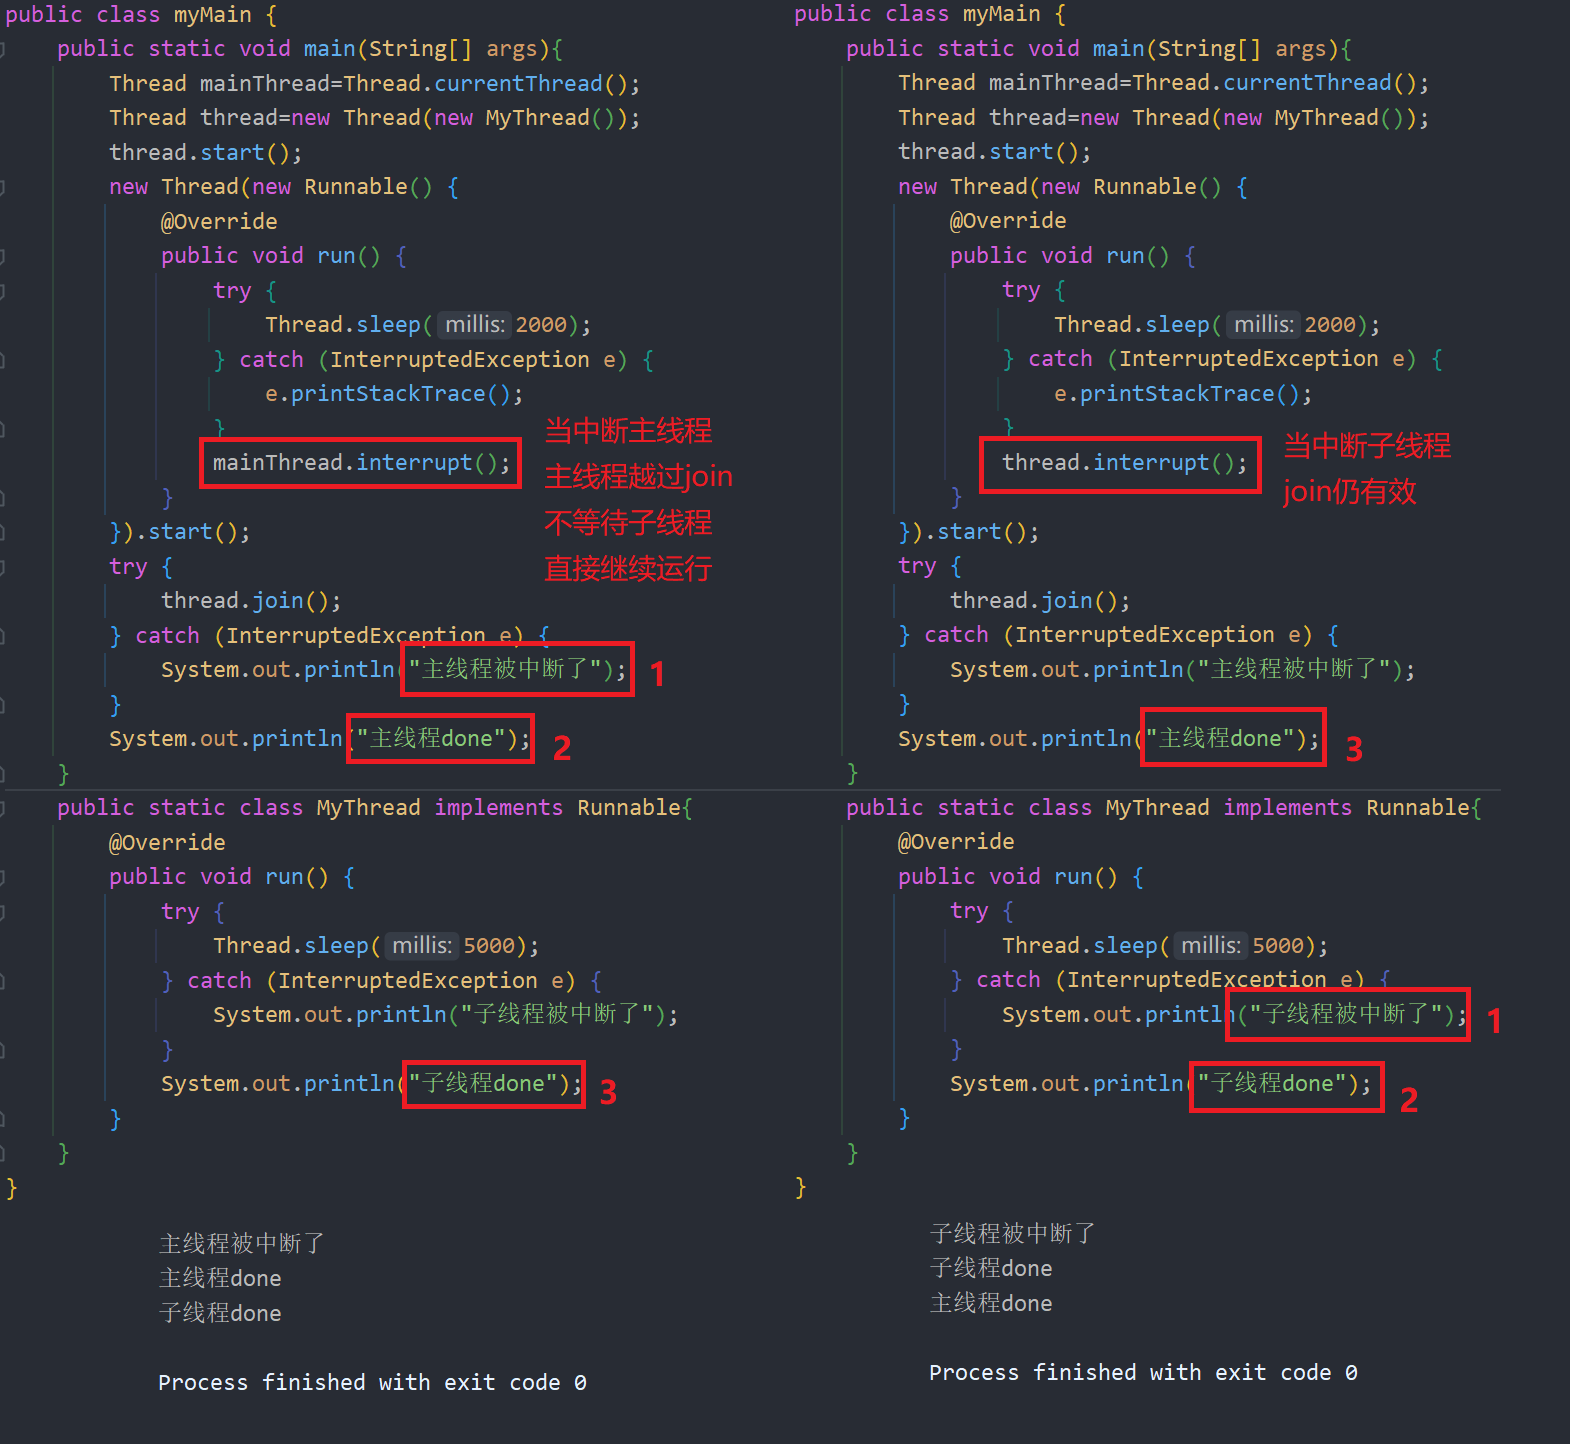 public class myMain {
    public static void main(String[] args){
        Thread mainThread=Thread.currentThread();
        Thread thread=new Thread(new MyThread());
        thread.start();
        new Thread(new Runnable() {
            @Override
            public void run() {
                try {
                    Thread.sleep( millis: 2000);
                } catch (InterruptedException e) {
                    e.printStackTrace();
                }
                mainThread.interrupt();
            }
        }).start();
        try {
            thread.join();
        } catch (InterruptedException e) {
            System.out.println("主线程被中断了");
        }
        System.out.println("主线程done");
    }
    public static class MyThread implements Runnable{
        @Override
        public void run() {
            try {
                Thread.sleep( millis: 5000);
            } catch (InterruptedException e) {
                System.out.println("子线程被中断了");
            }
            System.out.println("子线程done");
        }
    }
}
当中断主线程
主线程越过join
不等待子线程
直接继续运行
1
2
3
主线程被中断了
主线程done
子线程done
Process finished with exit code 0
public class myMain {
    public static void main(String[] args){
        Thread mainThread=Thread.currentThread();
        Thread thread=new Thread(new MyThread());
        thread.start();
        new Thread(new Runnable() {
            @Override
            public void run() {
                try {
                    Thread.sleep( millis: 2000);
                } catch (InterruptedException e) {
                    e.printStackTrace();
                }
                thread.interrupt();
            }
        }).start();
        try {
            thread.join();
        } catch (InterruptedException e) {
            System.out.println("主线程被中断了");
        }
        System.out.println("主线程done");
    }
    public static class MyThread implements Runnable{
        @Override
        public void run() {
            try {
                Thread.sleep( millis: 5000);
            } catch (InterruptedException e) {
                System.out.println("子线程被中断了");
            }
            System.out.println("子线程done");
        }
    }
}
当中断子线程
join仍有效
3
1
2
子线程被中断了
子线程done
主线程done
Process finished with exit code 0